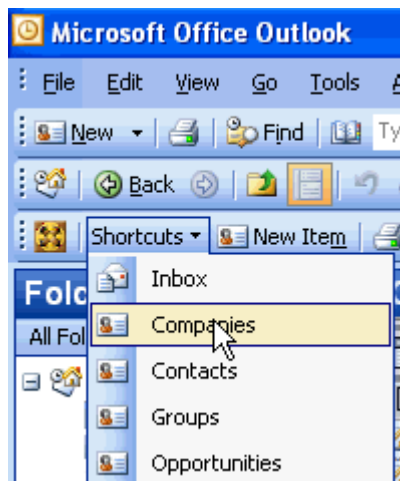 Microsoft Office Outlook
File Edit View Go Tools
New Find Ty
Back
Shortcuts New Item
Fold
All Fol
Inbox
Companies
Contacts
Groups
Opportunities